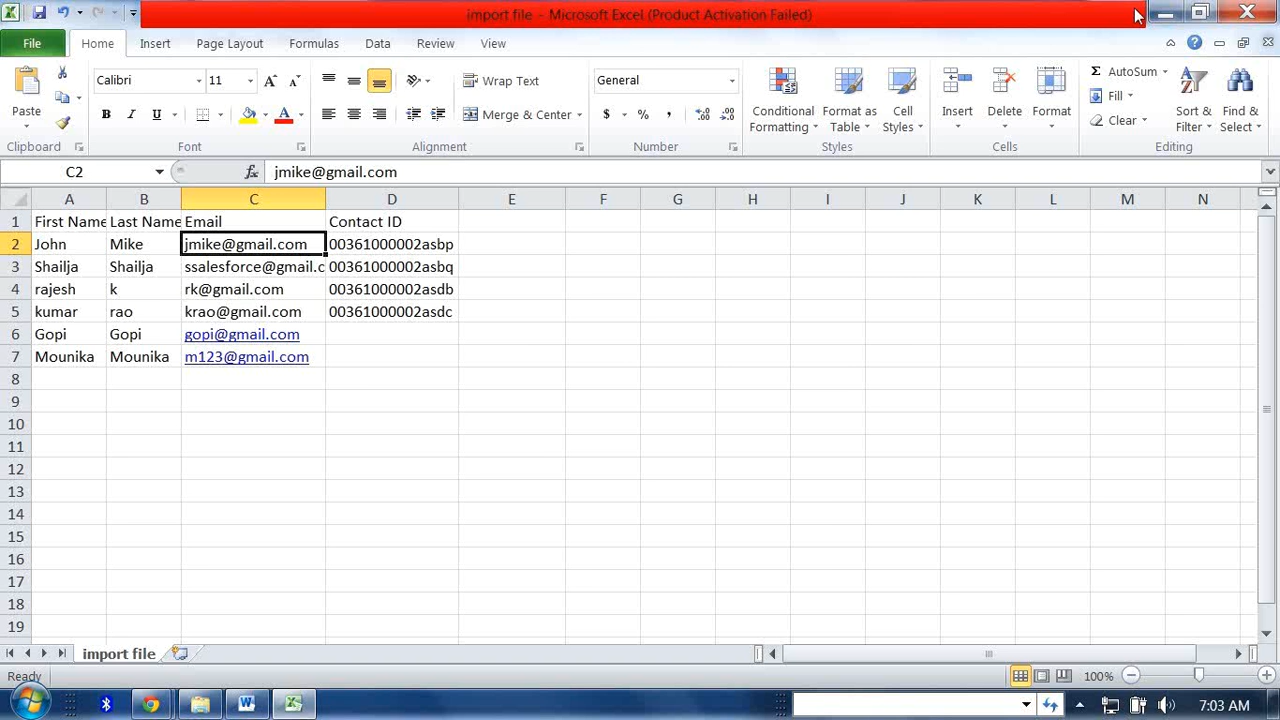 import file - Microsoft Excel (Product Activation Failed)
File Home Insert Page Layout Formulas Data Review View
Paste
Calibri 11
B I U A
Wrap Text
Merge & Center
General
$ % ,
Conditional Formatting
Format as Table
Cell Styles
Insert
Delete
Format
AutoSum
Fill
Clear
Sort & Filter
Find & Select
Clipboard Font Alignment Number Styles Cells Editing
C2 fx jmike@gmail.com
A B C D E F G H I J K L M N
1 First Name Last Name Email Contact ID
2 John Mike jmike@gmail.com 00361000002asbp
3 Shailja Shailja ssalesforce@gmail.c 00361000002asbq
4 rajesh k rk@gmail.com 00361000002asdb
5 kumar rao krao@gmail.com 00361000002asdc
6 Gopi Gopi gopi@gmail.com
7 Mounika Mounika m123@gmail.com
8
9
10
11
12
13
14
15
16
17
18
19
import file
Ready 100%
7:03 AM